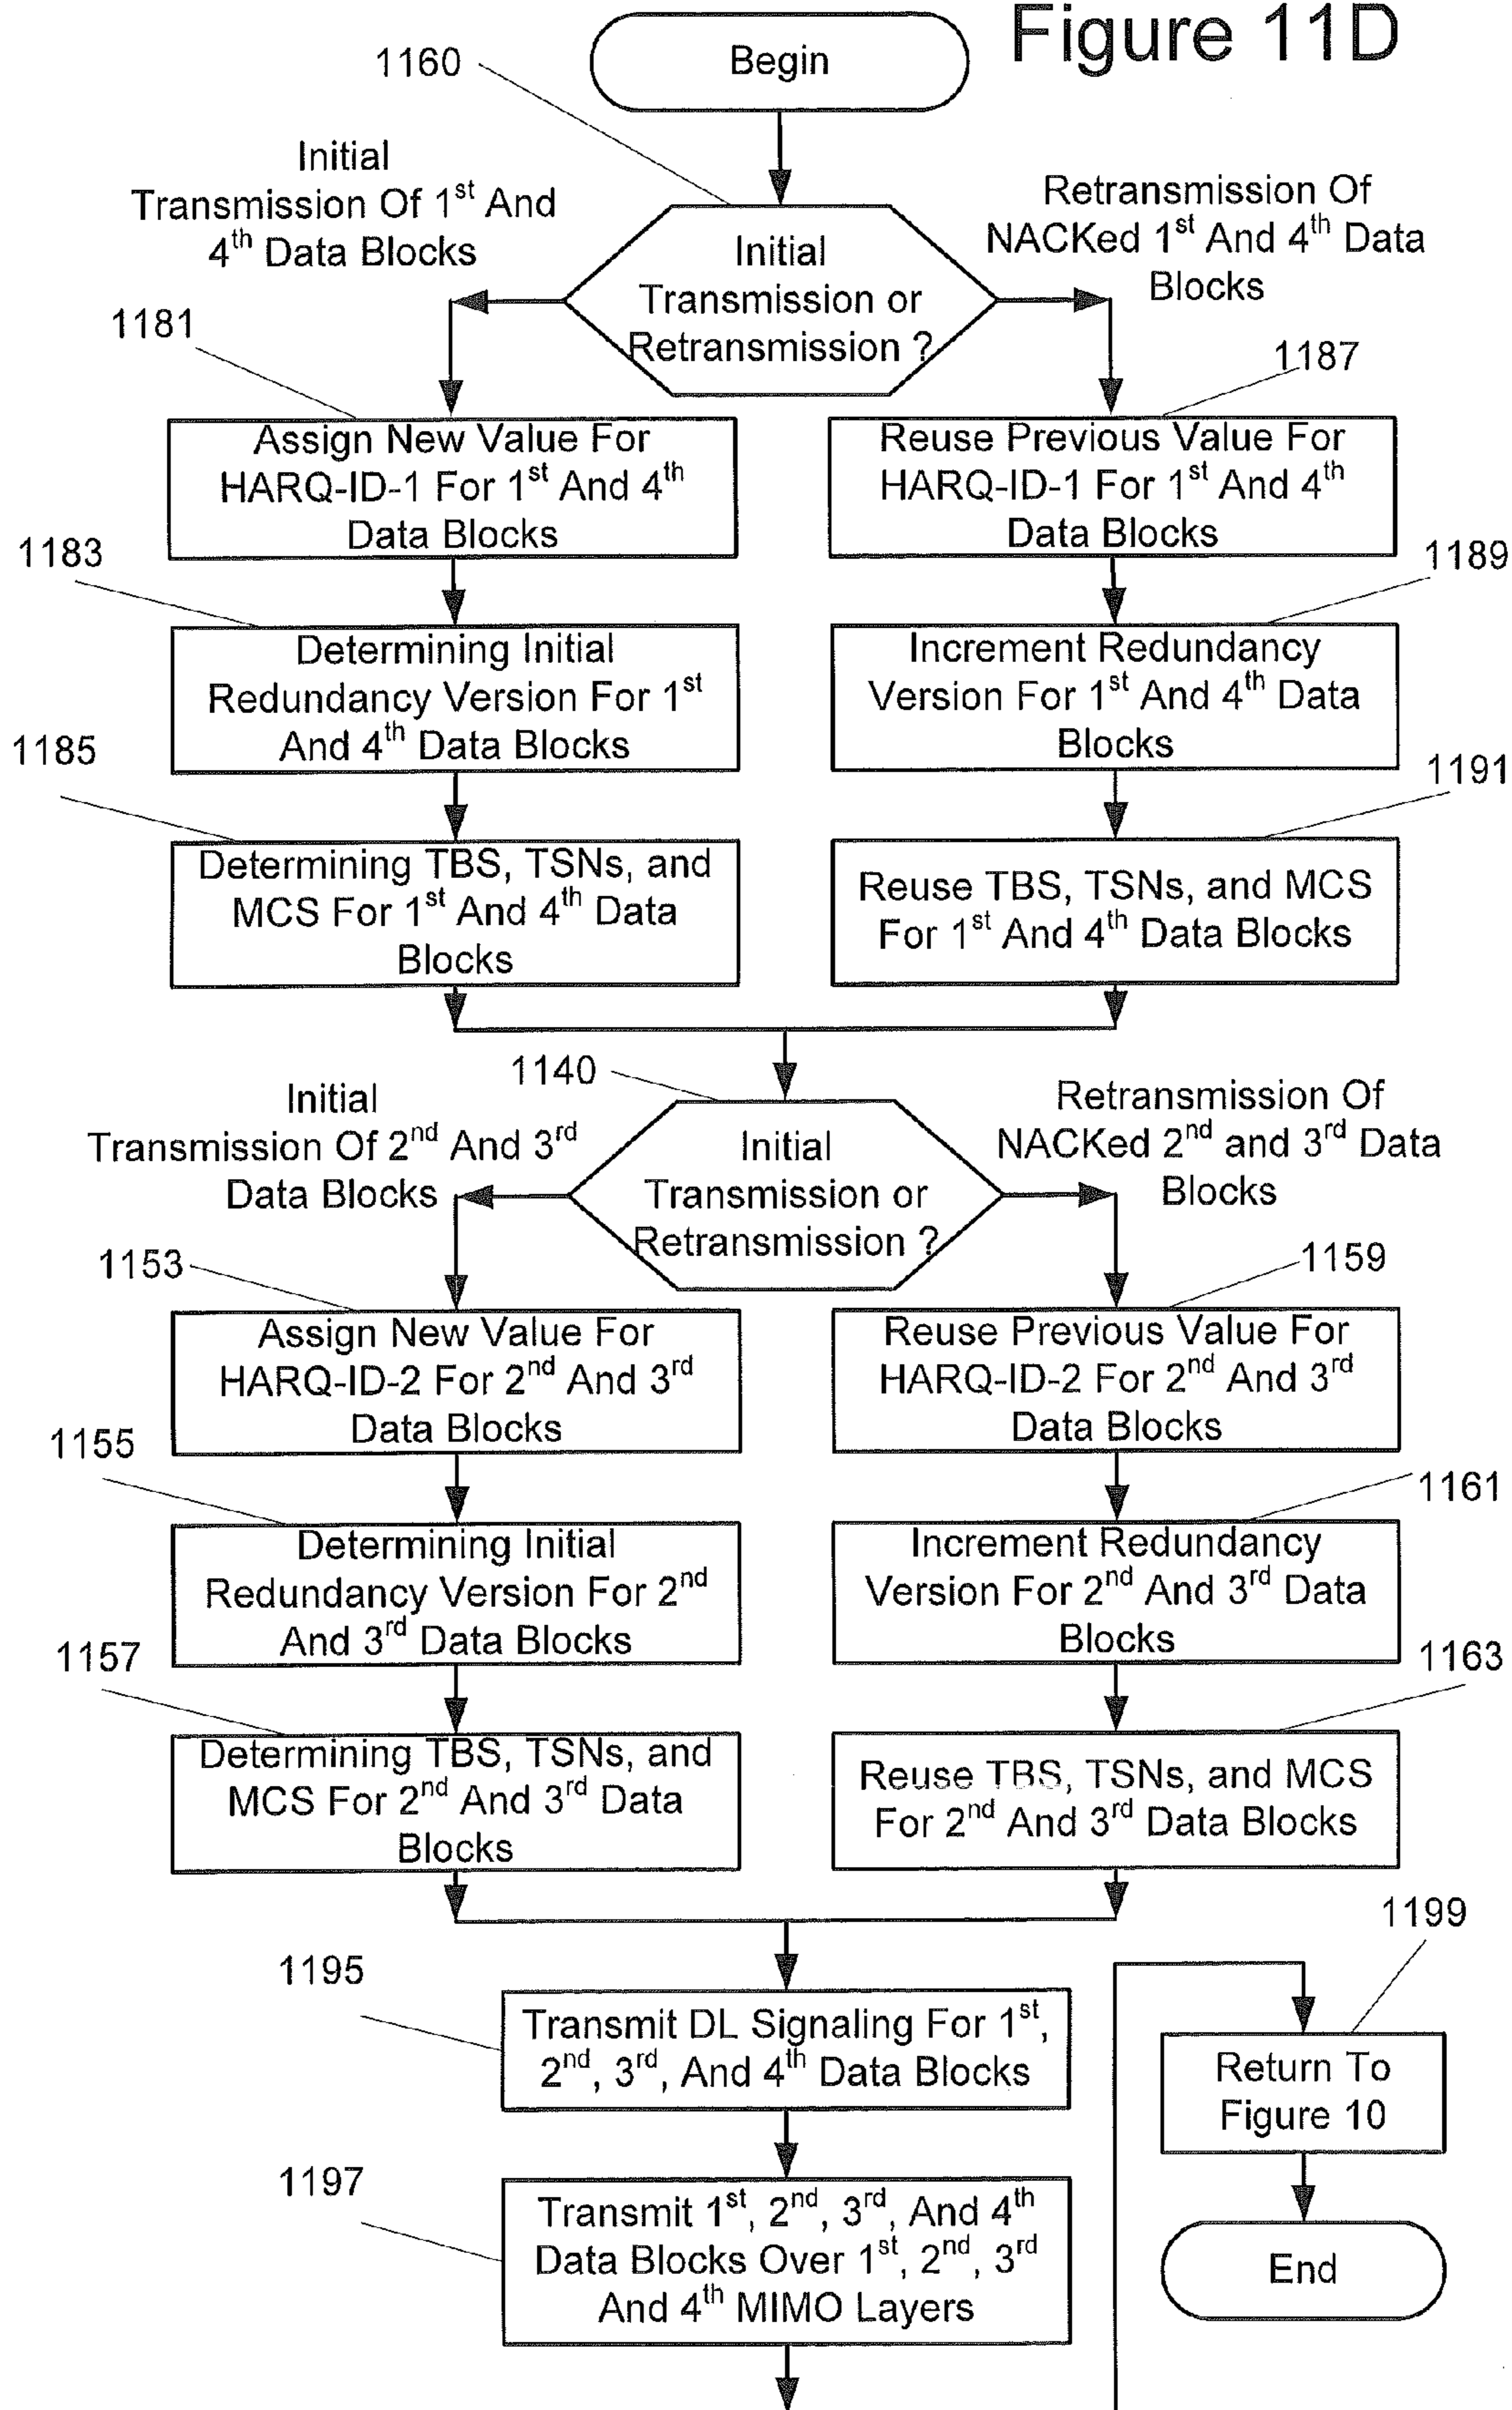 Figure 11D
Begin
1160
Initial
Transmission Of 1st And
4th Data Blocks
Initial
Transmission or
Retransmission ?
Retransmission Of
NACKed 1st And 4th Data
Blocks
1181
Assign New Value For
HARQ-ID-1 For 1st And 4th
Data Blocks
1187
Reuse Previous Value For
HARQ-ID-1 For 1st And 4th
Data Blocks
1183
Determining Initial
Redundancy Version For 1st
And 4th Data Blocks
1189
Increment Redundancy
Version For 1st And 4th Data
Blocks
1185
Determining TBS, TSNs, and
MCS For 1st And 4th Data
Blocks
1191
Reuse TBS, TSNs, and MCS
For 1st And 4th Data Blocks
1140
Initial
Transmission Of 2nd And 3rd
Data Blocks
Initial
Transmission or
Retransmission ?
Retransmission Of
NACKed 2nd and 3rd Data
Blocks
1153
Assign New Value For
HARQ-ID-2 For 2nd And 3rd
Data Blocks
1159
Reuse Previous Value For
HARQ-ID-2 For 2nd And 3rd
Data Blocks
1155
Determining Initial
Redundancy Version For 2nd
And 3rd Data Blocks
1161
Increment Redundancy
Version For 2nd And 3rd Data
Blocks
1157
Determining TBS, TSNs, and
MCS For 2nd And 3rd Data
Blocks
1163
Reuse TBS, TSNs, and MCS
For 2nd And 3rd Data Blocks
1195
Transmit DL Signaling For 1st,
2nd, 3rd, And 4th Data Blocks
1197
Transmit 1st, 2nd, 3rd, And 4th
Data Blocks Over 1st, 2nd, 3rd
And 4th MIMO Layers
1199
Return To
Figure 10
End